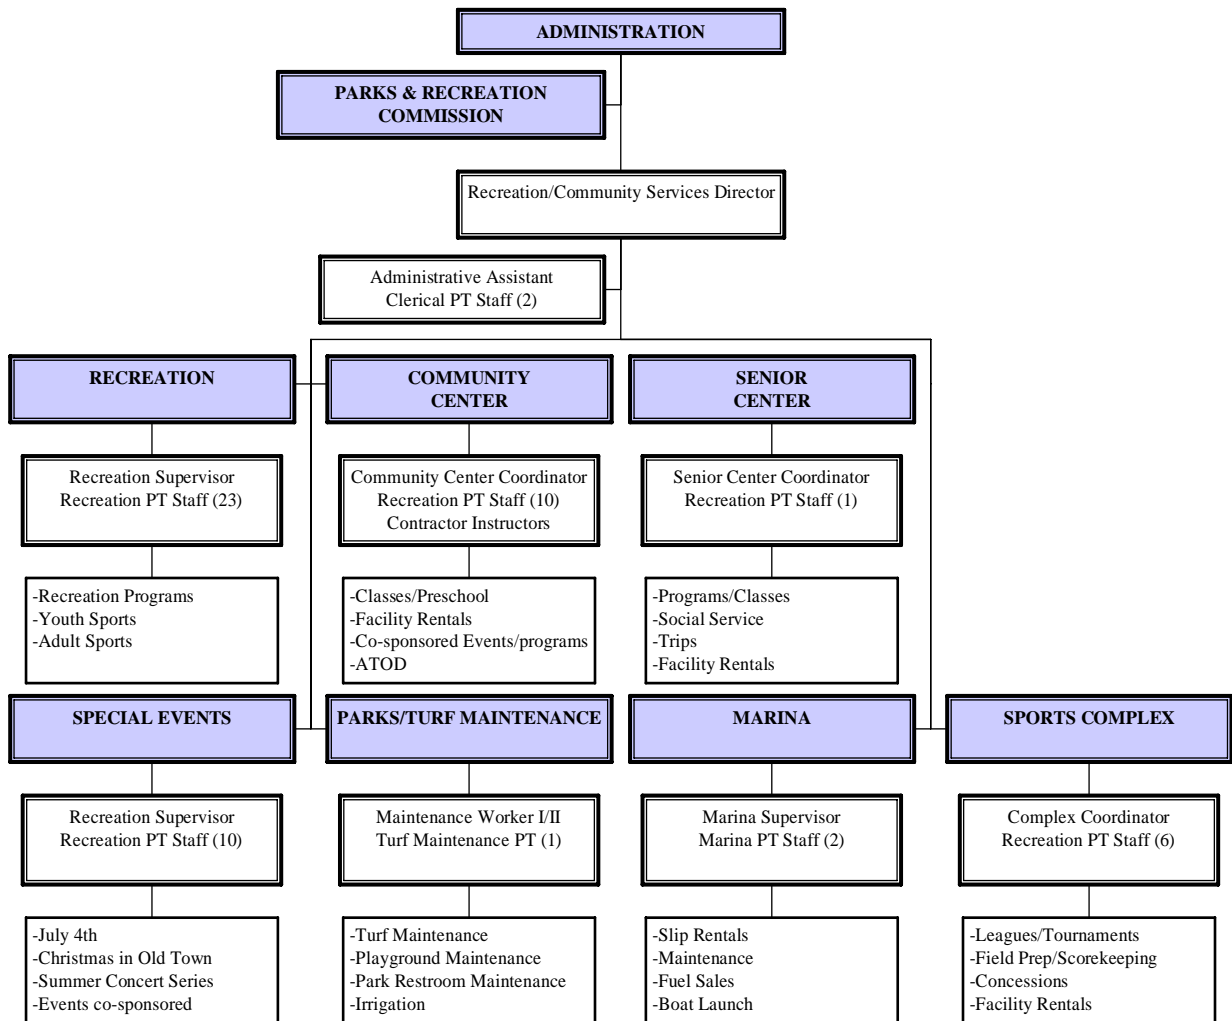 ADMINISTRATION
PARKS & RECREATION
COMMISSION
Recreation/Community Services Director
Administrative Assistant
Clerical PT Staff (2)
RECREATION
Recreation Supervisor
Recreation PT Staff (23)
-Recreation Programs
-Youth Sports
-Adult Sports
COMMUNITY
CENTER
Community Center Coordinator
Recreation PT Staff (10)
Contractor Instructors
-Classes/Preschool
-Facility Rentals
-Co-sponsored Events/programs
-ATOD
SENIOR
CENTER
Senior Center Coordinator
Recreation PT Staff (1)
-Programs/Classes
-Social Service
-Trips
-Facility Rentals
SPECIAL EVENTS
Recreation Supervisor
Recreation PT Staff (10)
-July 4th
-Christmas in Old Town
-Summer Concert Series
-Events co-sponsored
PARKS/TURF MAINTENANCE
Maintenance Worker I/II
Turf Maintenance PT (1)
-Turf Maintenance
-Playground Maintenance
-Park Restroom Maintenance
-Irrigation
MARINA
Marina Supervisor
Marina PT Staff (2)
-Slip Rentals
-Maintenance
-Fuel Sales
-Boat Launch
SPORTS COMPLEX
Complex Coordinator
Recreation PT Staff (6)
-Leagues/Tournaments
-Field Prep/Scorekeeping
-Concessions
-Facility Rentals